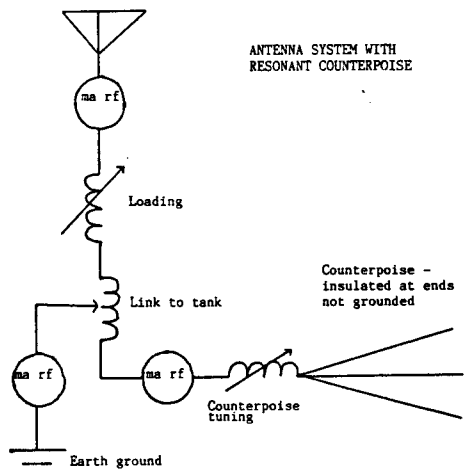 ANTENNA SYSTEM WITH
RESONANT COUNTERPOISE
ma rf
Loading
Counterpoise -
insulated at ends
not grounded
Link to tank
ma rf
ma rf
Counterpoise
tuning
Earth ground